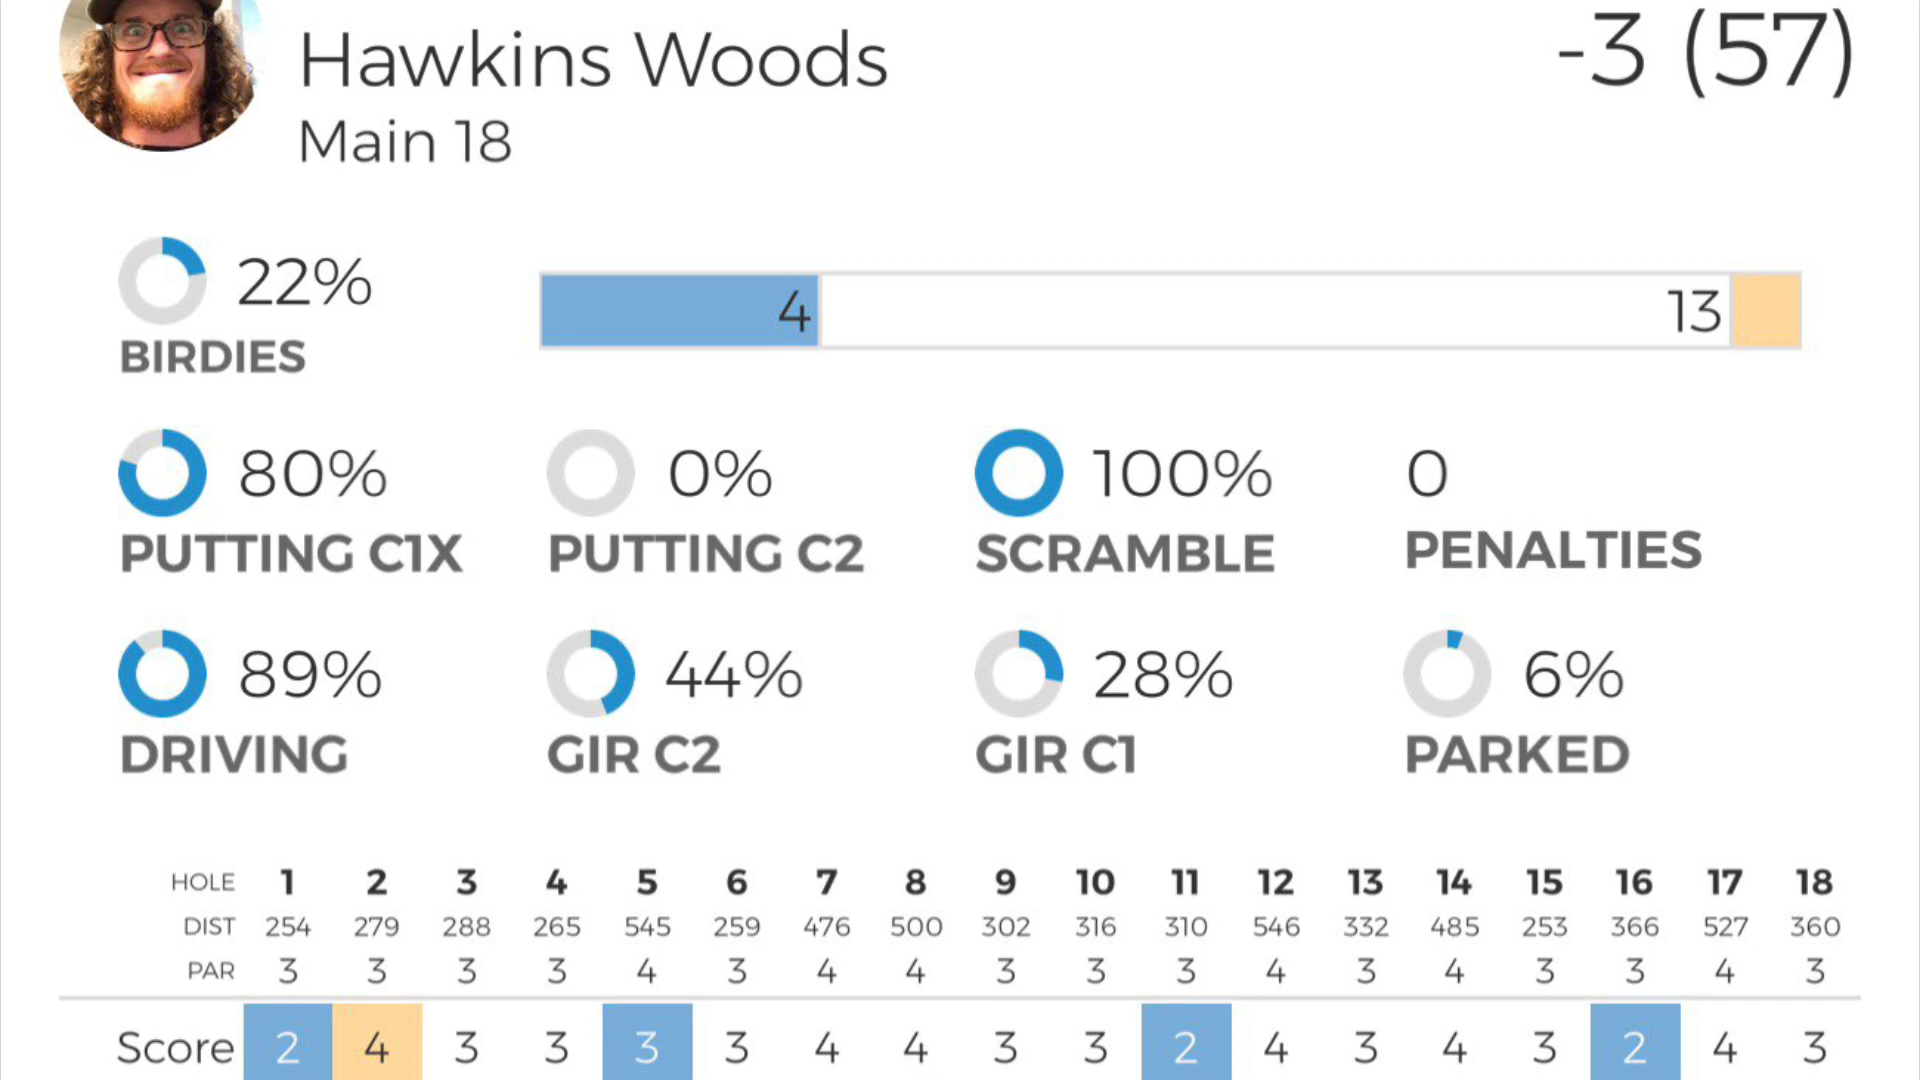 Hawkins Woods -3 (57)
Main 18
22%
BIRDIES
4 13
80% 0% 100% 0
PUTTING C1X PUTTING C2 SCRAMBLE PENALTIES
89% 44% 28% 6%
DRIVING GIR C2 GIR C1 PARKED
HOLE 1 2 3 4 5 6 7 8 9 10 11 12 13 14 15 16 17 18
DIST 254 279 288 265 545 259 476 500 302 316 310 546 332 485 253 366 527 360
PAR 3 3 3 3 4 3 4 4 3 3 3 4 3 4 3 3 4 3
Score 2 4 3 3 3 3 4 4 3 3 2 4 3 4 3 2 4 3